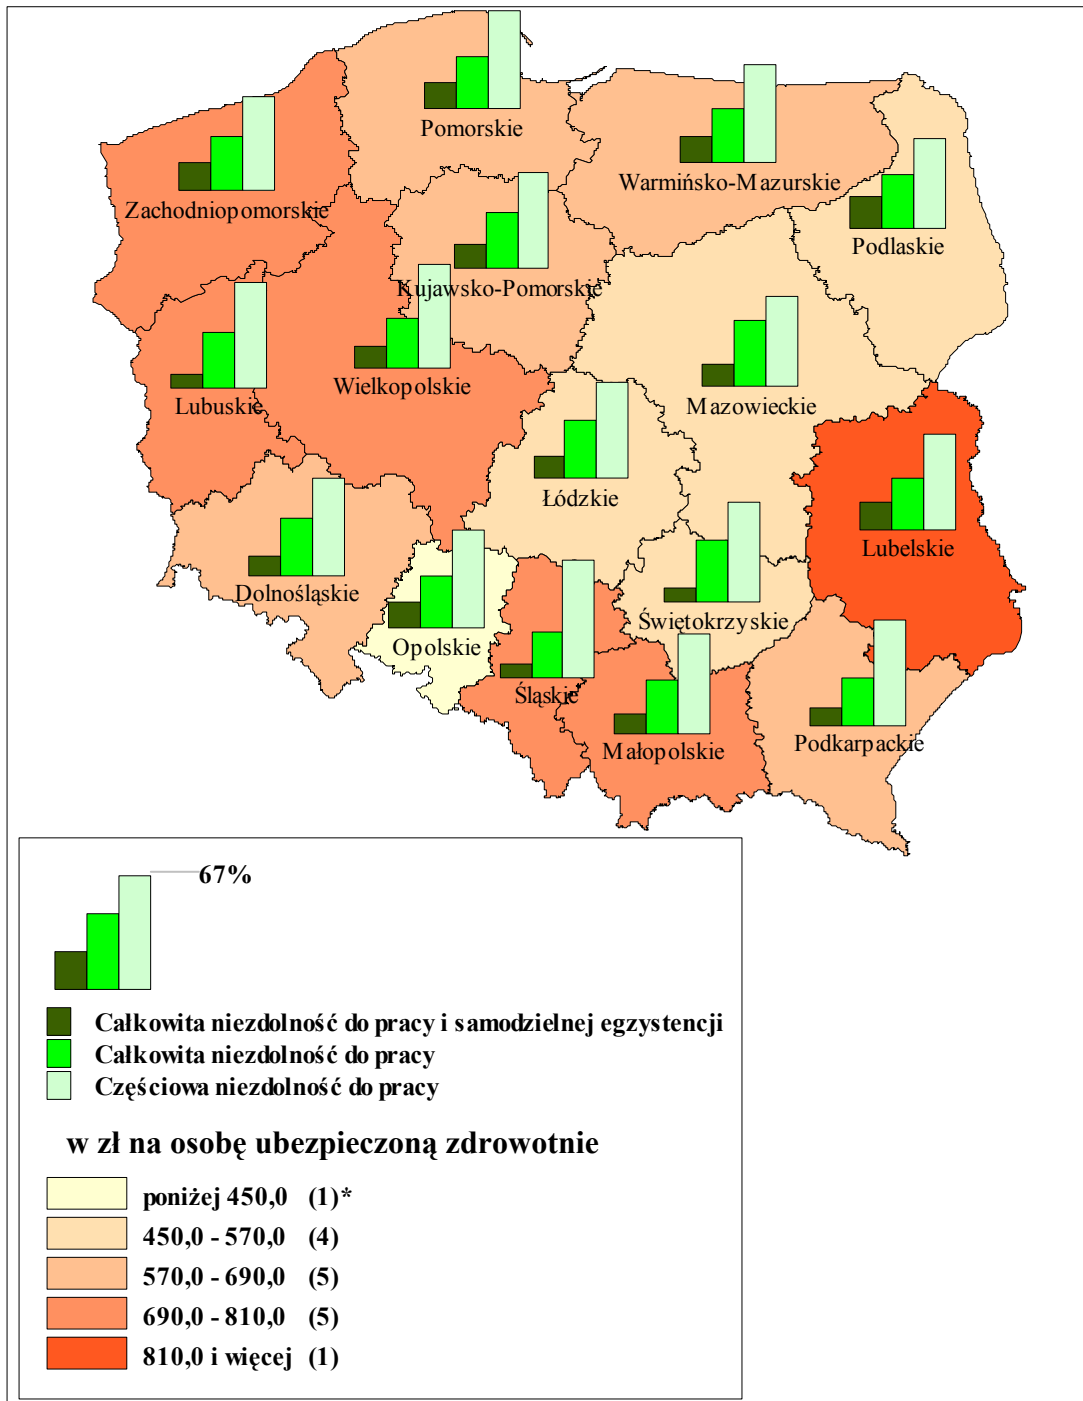 Pomorskie
Warmińsko-Mazurskie
Zachodniopomorskie
Podlaskie
Kujawsko-Pomorskie
Wielkopolskie
Mazowieckie
Lubuskie
Łódzkie
Lubelskie
Dolnośląskie
Świętokrzyskie
Opolskie
Śląskie
Małopolskie
Podkarpackie
67%
Całkowita niezdolność do pracy i samodzielnej egzystencji
Całkowita niezdolność do pracy
Częściowa niezdolność do pracy
w zł na osobę ubezpieczoną zdrowotnie
poniżej 450,0 (1)*
450,0 - 570,0 (4)
570,0 - 690,0 (5)
690,0 - 810,0 (5)
810,0 i więcej (1)